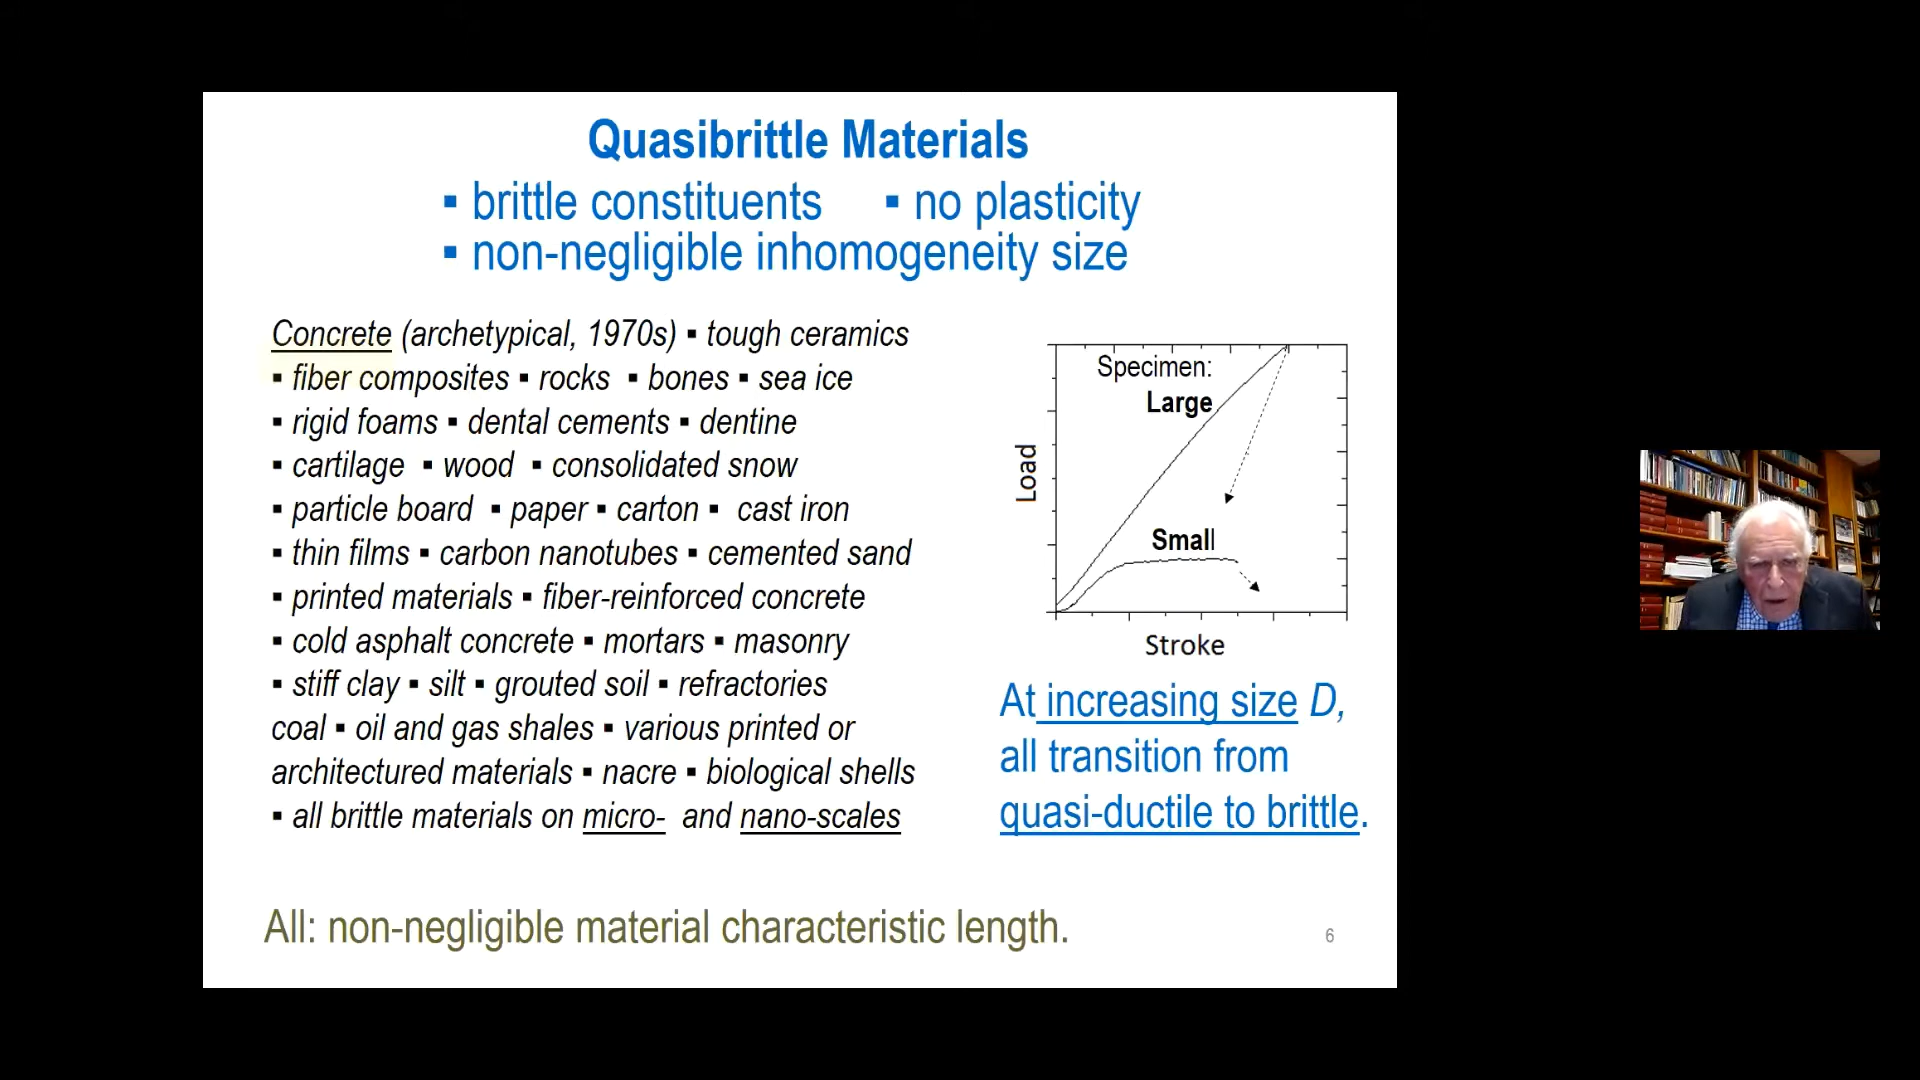 Quasibrittle Materials
▪ brittle constituents ▪ no plasticity
▪ non-negligible inhomogeneity size
Concrete (archetypical, 1970s) ▪ tough ceramics
▪ fiber composites ▪ rocks ▪ bones ▪ sea ice
▪ rigid foams ▪ dental cements ▪ dentine
▪ cartilage ▪ wood ▪ consolidated snow
▪ particle board ▪ paper ▪ carton ▪ cast iron
▪ thin films ▪ carbon nanotubes ▪ cemented sand
▪ printed materials ▪ fiber-reinforced concrete
▪ cold asphalt concrete ▪ mortars ▪ masonry
▪ stiff clay ▪ silt ▪ grouted soil ▪ refractories
coal ▪ oil and gas shales ▪ various printed or
architectured materials ▪ nacre ▪ biological shells
▪ all brittle materials on micro- and nano-scales
Specimen:
Large
Small
Load
Stroke
At increasing size D,
all transition from
quasi-ductile to brittle.
All: non-negligible material characteristic length.
6